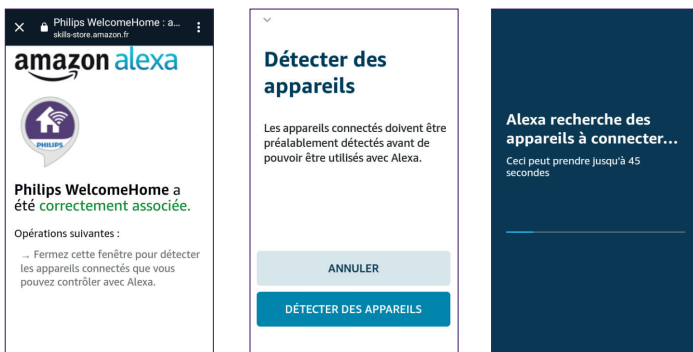 Philips WelcomeHome : a...
skills-store.amazon.fr
amazon alexa
PHILIPS
Philips WelcomeHome a
été correctement associée.
Opérations suivantes :
→ Fermez cette fenêtre pour détecter
les appareils connectés que vous
pouvez contrôler avec Alexa.
Détecter des
appareils
Les appareils connectés doivent être
préalablement détectés avant de
pouvoir être utilisés avec Alexa.
ANNULER
DÉTECTER DES APPAREILS
Alexa recherche des
appareils à connecter...
Ceci peut prendre jusqu'à 45
secondes